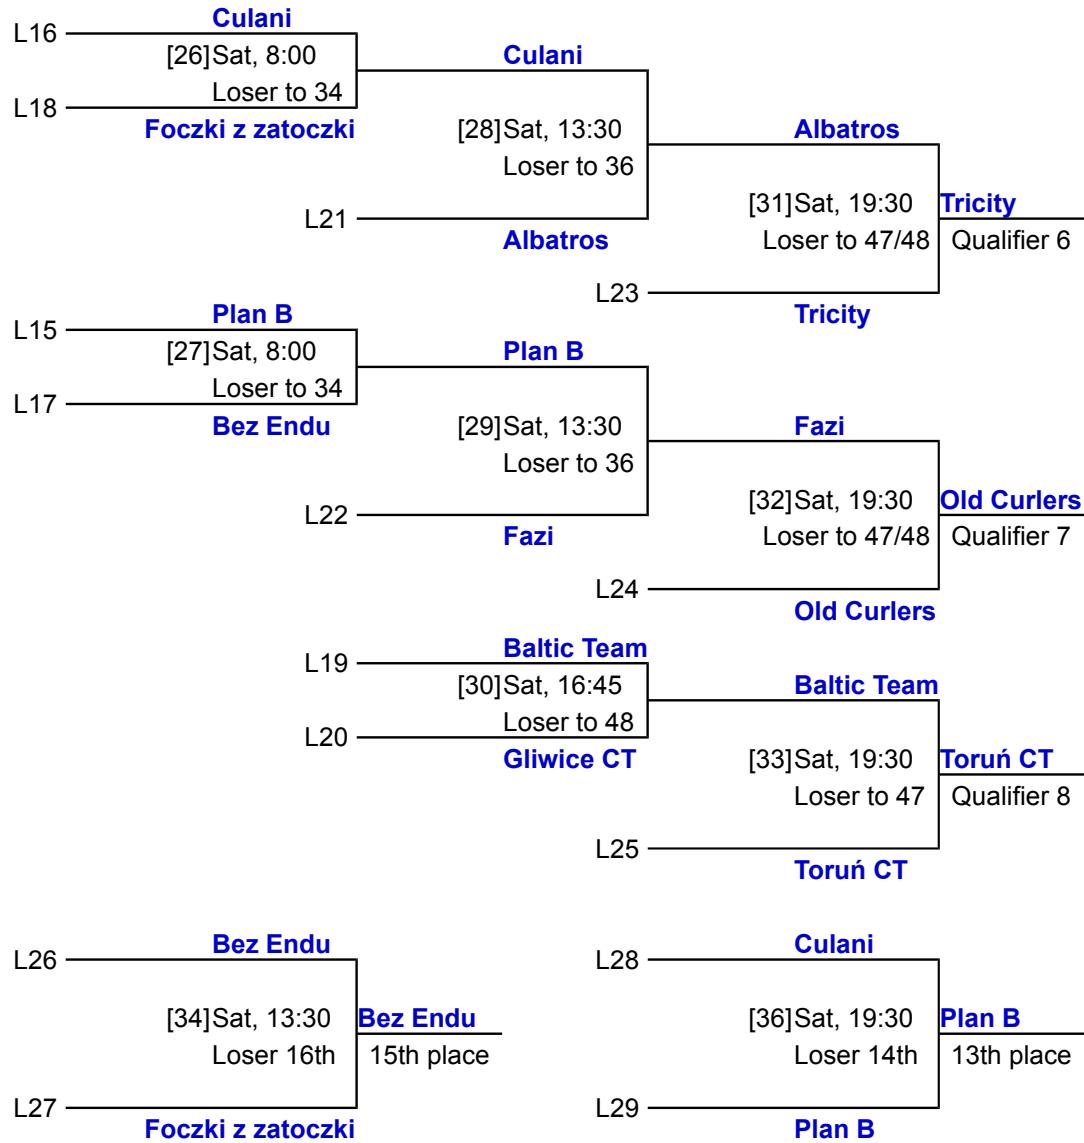 Culani
L16
[26]Sat, 8:00
Culani
Loser to 34
L18
Foczki z zatoczki
[28]Sat, 13:30
Albatros
Loser to 36
[31]Sat, 19:30
Tricity
L21
Albatros
Loser to 47/48
Qualifier 6
L23
Plan B
Tricity
L15
[27]Sat, 8:00
Plan B
Loser to 34
L17
Bez Endu
[29]Sat, 13:30
Fazi
Loser to 36
[32]Sat, 19:30
Old Curlers
L22
Fazi
Loser to 47/48
Qualifier 7
L24
Old Curlers
Baltic Team
L19
[30]Sat, 16:45
Baltic Team
Loser to 48
L20
Gliwice CT
[33]Sat, 19:30
Toruń CT
Loser to 47
Qualifier 8
L25
Toruń CT
Bez Endu
L26
[34]Sat, 13:30
Bez Endu
Loser 16th
15th place
L27
Foczki z zatoczki
Culani
L28
[36]Sat, 19:30
Plan B
Loser 14th
13th place
L29
Plan B